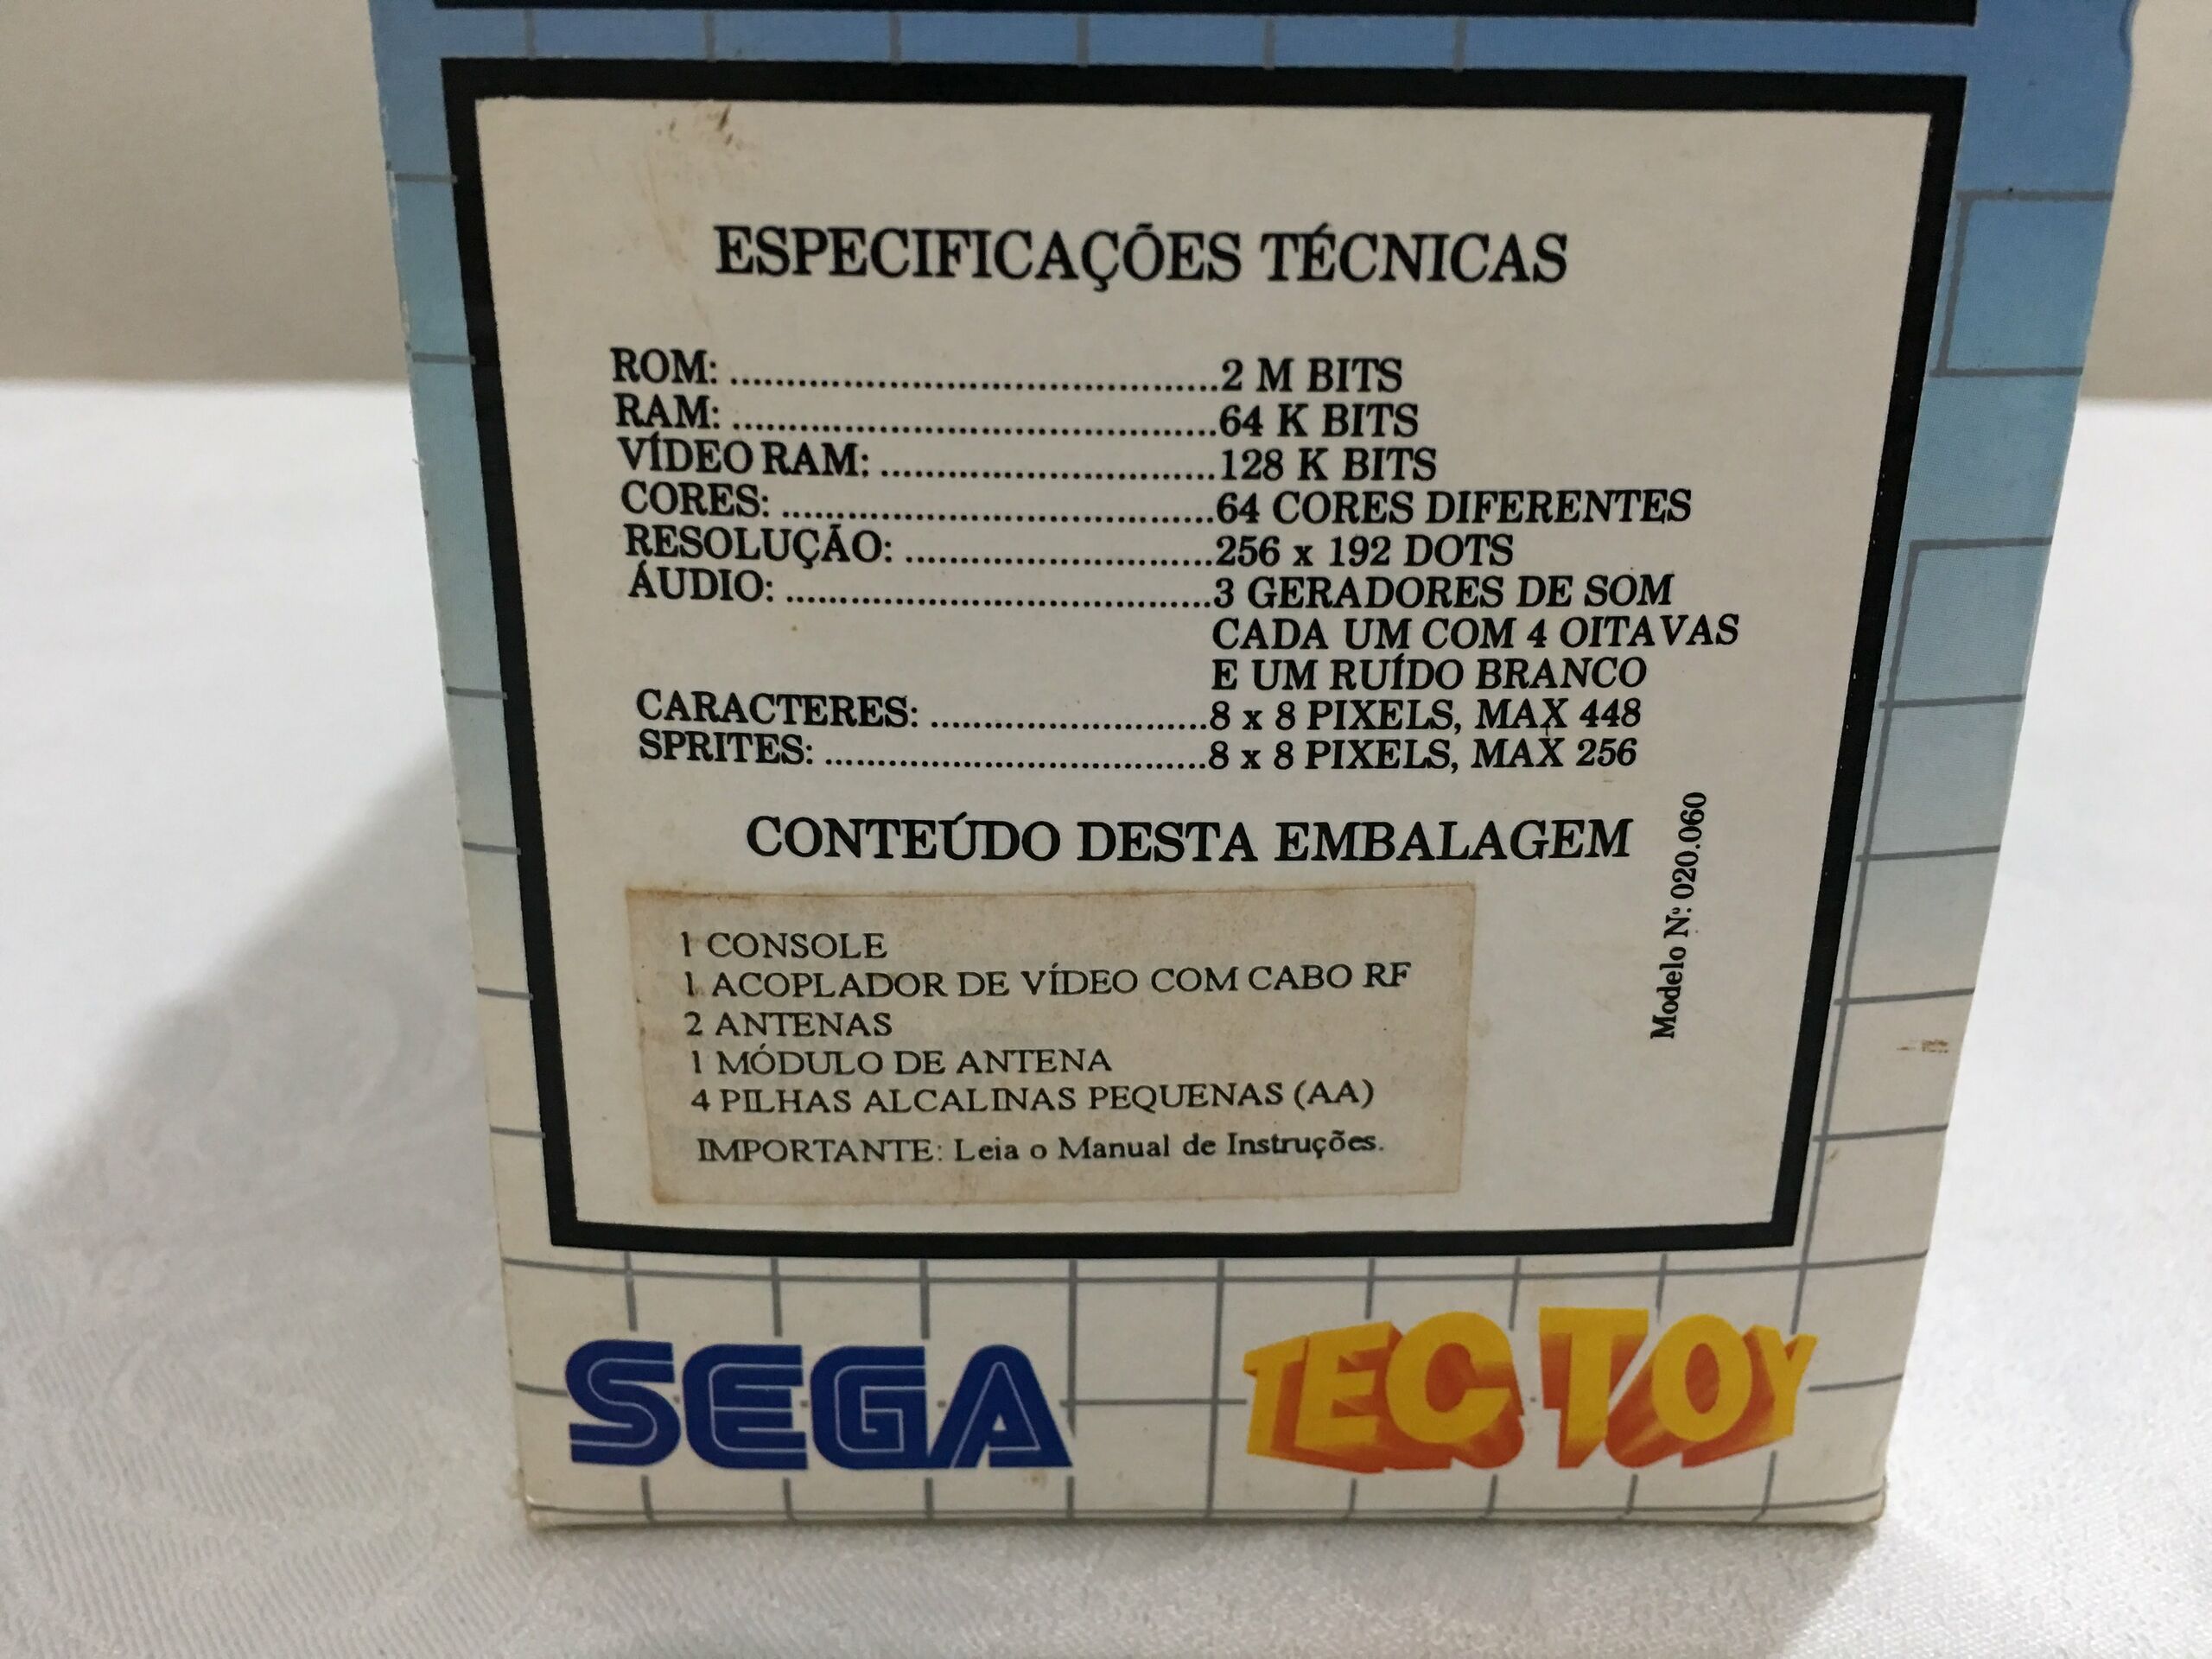 ESPECIFICAÇÕES TÉCNICAS
ROM: ............................................2 M BITS
RAM: ............................................64 K BITS
VÍDEO RAM: ..............................128 K BITS
CORES: .......................................64 CORES DIFERENTES
RESOLUÇÃO: ............................256 x 192 DOTS
ÁUDIO: ......................................3 GERADORES DE SOM
CADA UM COM 4 OITAVAS
E UM RUÍDO BRANCO
CARACTERES: .........................8 x 8 PIXELS, MAX 448
SPRITES: ..................................8 x 8 PIXELS, MAX 256
CONTEÚDO DESTA EMBALAGEM
1 CONSOLE
1 ACOPLADOR DE VÍDEO COM CABO RF
2 ANTENAS
1 MÓDULO DE ANTENA
4 PILHAS ALCALINAS PEQUENAS (AA)
IMPORTANTE: Leia o Manual de Instruções.
Modelo Nº: 020.060
SEGA
TEC TOY